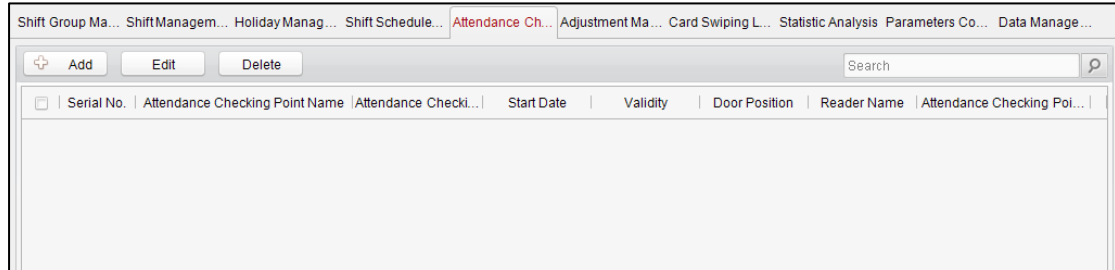 Shift Group Ma... Shift Managem... Holiday Manag... Shift Schedule... Attendance Ch... Adjustment Ma... Card Swiping L... Statistic Analysis Parameters Co... Data Manage...
Add Edit Delete Search
Serial No. Attendance Checking Point Name Attendance Checki... Start Date Validity Door Position Reader Name Attendance Checking Poi...